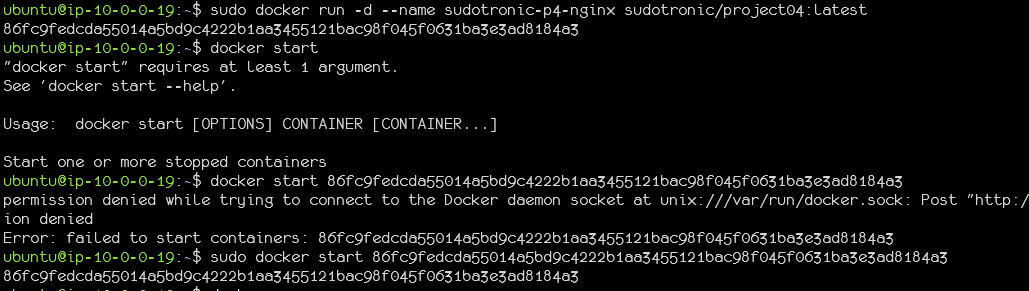 ubuntu@ip-10-0-0-19:~$ sudo docker run -d --name sudotronic-p4-nginx sudotronic/project04:latest
86fc9fedcda55014a5bd9c4222b1aa3455121bac98f045f0631ba3e3ad8184a3
ubuntu@ip-10-0-0-19:~$ docker start
"docker start" requires at least 1 argument.
See 'docker start --help'.
Usage:  docker start [OPTIONS] CONTAINER [CONTAINER...]
Start one or more stopped containers
ubuntu@ip-10-0-0-19:~$ docker start 86fc9fedcda55014a5bd9c4222b1aa3455121bac98f045f0631ba3e3ad8184a3
permission denied while trying to connect to the Docker daemon socket at unix:///var/run/docker.sock: Post "http:/
ion denied
Error: failed to start containers: 86fc9fedcda55014a5bd9c4222b1aa3455121bac98f045f0631ba3e3ad8184a3
ubuntu@ip-10-0-0-19:~$ sudo docker start 86fc9fedcda55014a5bd9c4222b1aa3455121bac98f045f0631ba3e3ad8184a3
86fc9fedcda55014a5bd9c4222b1aa3455121bac98f045f0631ba3e3ad8184a3